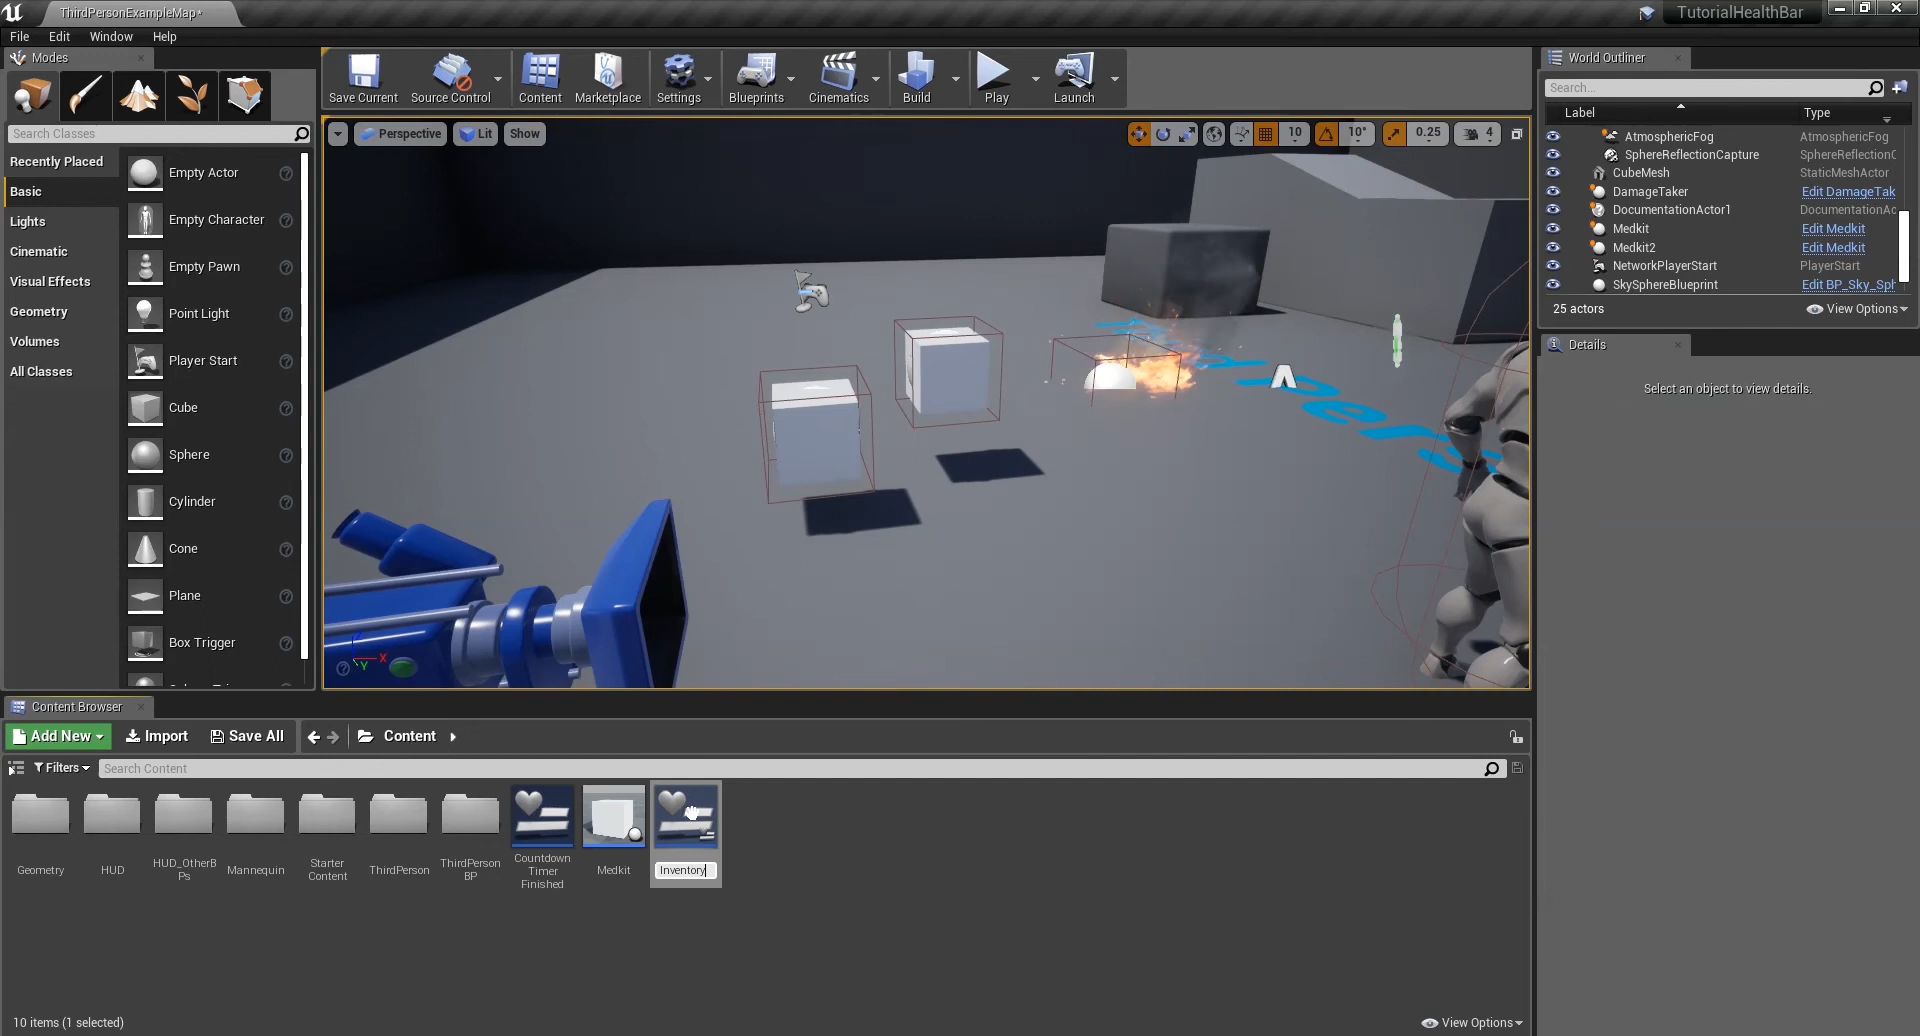 ThirdPersonExampleMap*
TutorialHealthBar
File Edit Window Help
Modes
Search Classes
Recently Placed
Basic
Lights
Cinematic
Visual Effects
Geometry
Volumes
All Classes
Empty Actor
Empty Character
Empty Pawn
Point Light
Player Start
Cube
Sphere
Cylinder
Cone
Plane
Box Trigger
Save Current
Source Control
Content
Marketplace
Settings
Blueprints
Cinematics
Build
Play
Launch
Perspective Lit Show
10 10° 0.25 4
X
Y
World Outliner
Search...
Label Type
AtmosphericFog AtmosphericFog
SphereReflectionCapture SphereReflectionC
CubeMesh StaticMeshActor
DamageTaker Edit DamageTak
DocumentationActor1 DocumentationAc
Medkit Edit Medkit
Medkit2 Edit Medkit
NetworkPlayerStart PlayerStart
SkySphereBlueprint Edit BP_Sky_Sph
25 actors View Options
Details
Select an object to view details.
Content Browser
Add New Import Save All Content
Filters Search Content
Geometry
HUD
HUD_OtherB
Ps
Mannequin
Starter
Content
ThirdPerson
ThirdPerson
BP
Countdown
Timer
Finished
Medkit
Inventory
10 items (1 selected)
View Options